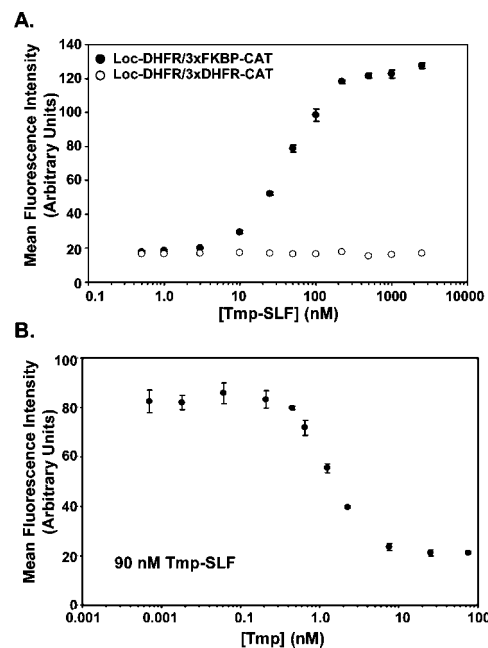 A.
Mean Fluorescence Intensity
(Arbitrary Units)
140
120
100
80
60
40
20
0
Loc-DHFR/3xFKBP-CAT
Loc-DHFR/3xDHFR-CAT
0.1
1.0
10
100
1000
10000
[Tmp-SLF] (nM)
B.
Mean Fluorescence Intensity
(Arbitrary Units)
100
80
60
40
20
0
90 nM Tmp-SLF
0.001
0.001
0.1
1.0
10
100
[Tmp] (nM)